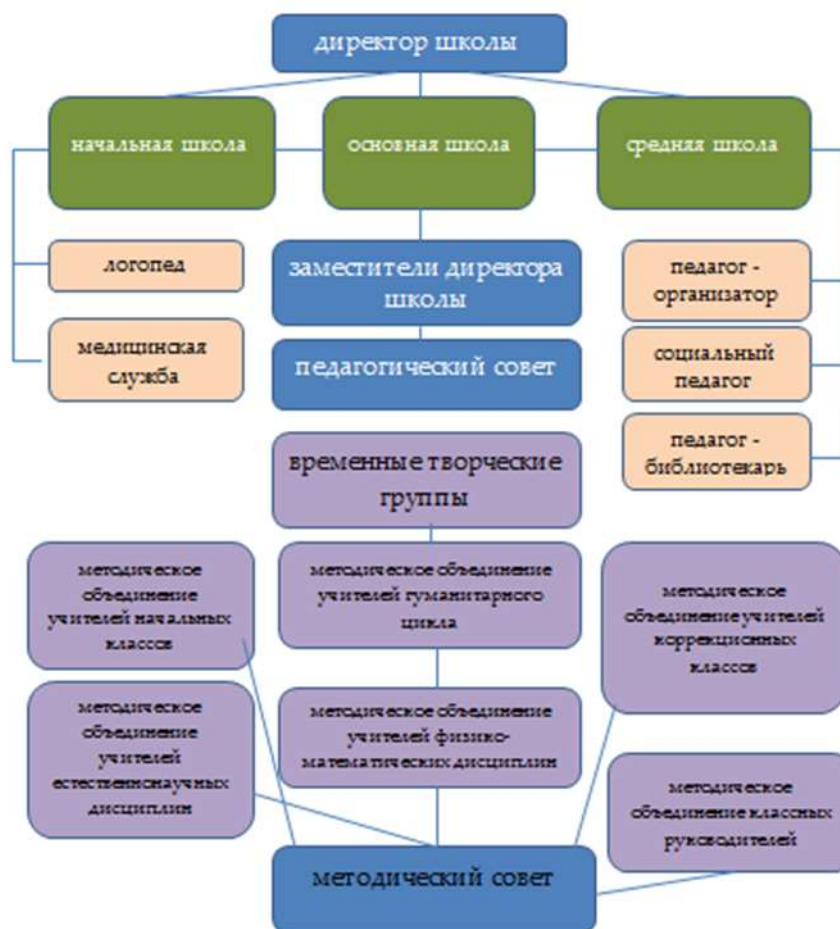 директор школы
начальная школа
основная школа
средняя школа
логопед
заместители директора
школы
педагог -
организатор
медицинская
служба
педагогический совет
социальный
педагог
педагог -
библиотекарь
временные творческие
группы
методическое
объединение
учителей начальных
классов
методическое объединение
учителей гуманитарного
цикла
методическое
объединение учителей
коррекционных
классов
методическое
объединение
учителей
естественнонаучных
дисциплин
методическое объединение
учителей физико-
математических дисциплин
методическое
объединение классных
руководителей
методический совет